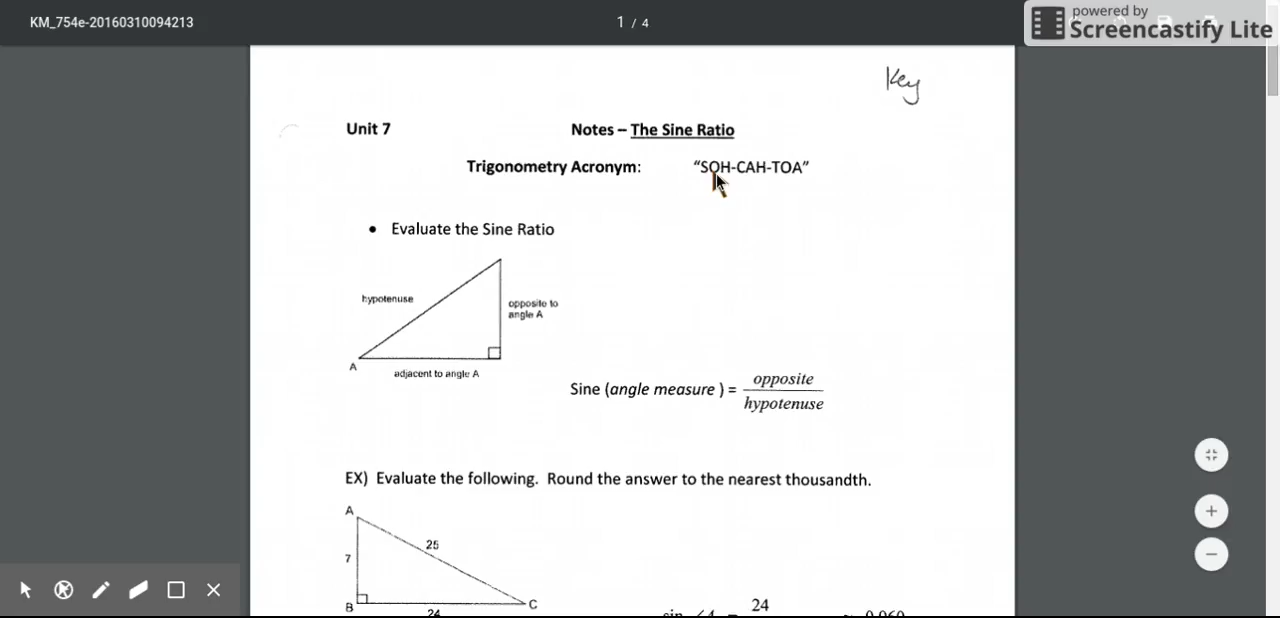 KM_754e-20160310094213
1 / 4
powered by
Screencastify Lite
Key
Unit 7
Notes – The Sine Ratio
Trigonometry Acronym: "SOH-CAH-TOA"
• Evaluate the Sine Ratio
hypotenuse
opposite to
angle A
A
adjacent to angle A
Sine (angle measure ) = opposite
hypotenuse
EX) Evaluate the following. Round the answer to the nearest thousandth.
A
25
7
B
C
24
24